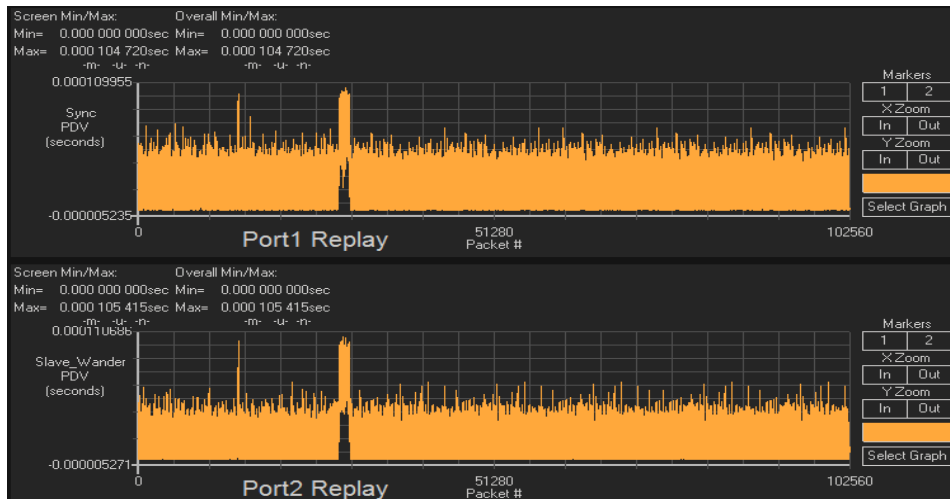 Screen Min/Max: Overall Min/Max:
Min= 0.000 000 000sec Min= 0.000 000 000sec
Max= 0.000 104 720sec Max= 0.000 104 720sec
-m- -u- -n- -m- -u- -n-
0.000109955
Sync
PDV
(seconds)
-0.000005235
0 51280 102560
Port1 Replay
Packet #
Markers
1 2
X Zoom
In Out
Y Zoom
In Out
Select Graph
Screen Min/Max: Overall Min/Max:
Min= 0.000 000 000sec Min= 0.000 000 000sec
Max= 0.000 105 415sec Max= 0.000 105 415sec
-m- -u- -n- -m- -u- -n-
0.000110686
Slave_Wander
PDV
(seconds)
-0.000005271
0 51280 102560
Port2 Replay
Packet #
Markers
1 2
X Zoom
In Out
Y Zoom
In Out
Select Graph